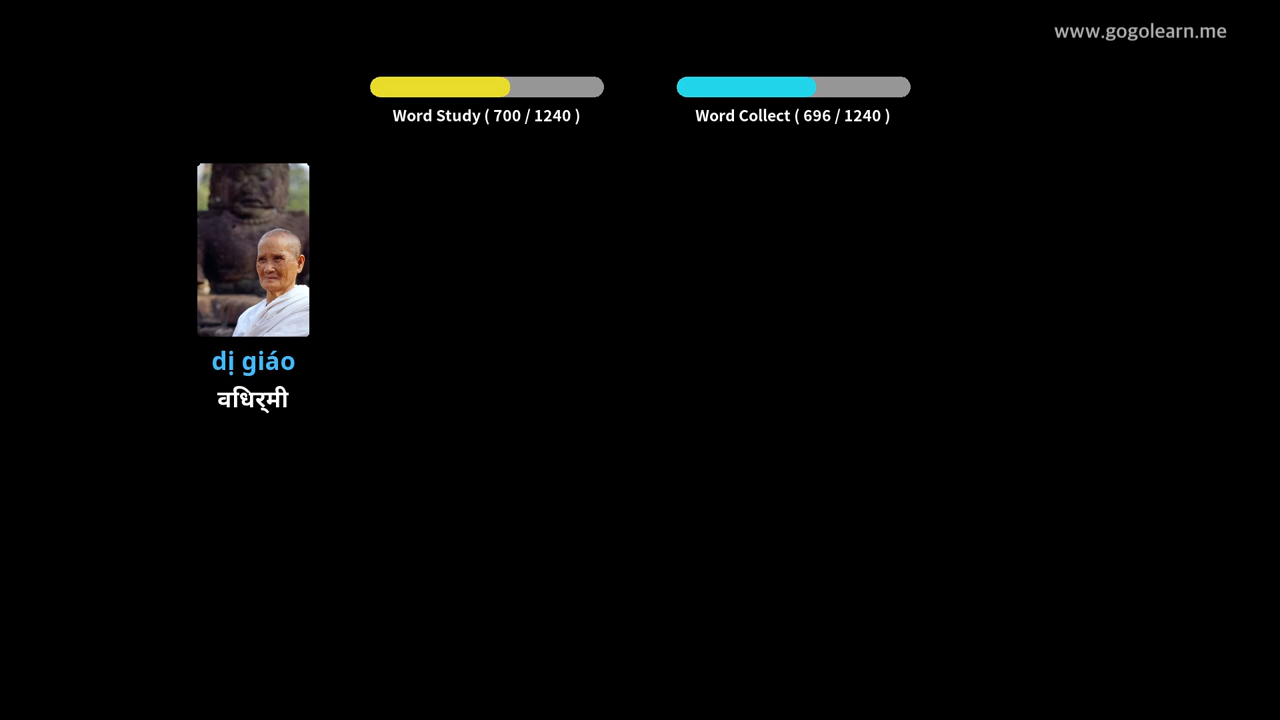 www.gogolearn.me
Word Study ( 700 / 1240 )
Word Collect ( 696 / 1240 )
dị giáo
वधिर्मी